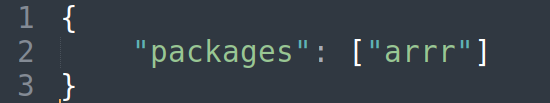 1 {
2     "packages": ["arrr"]
3 }